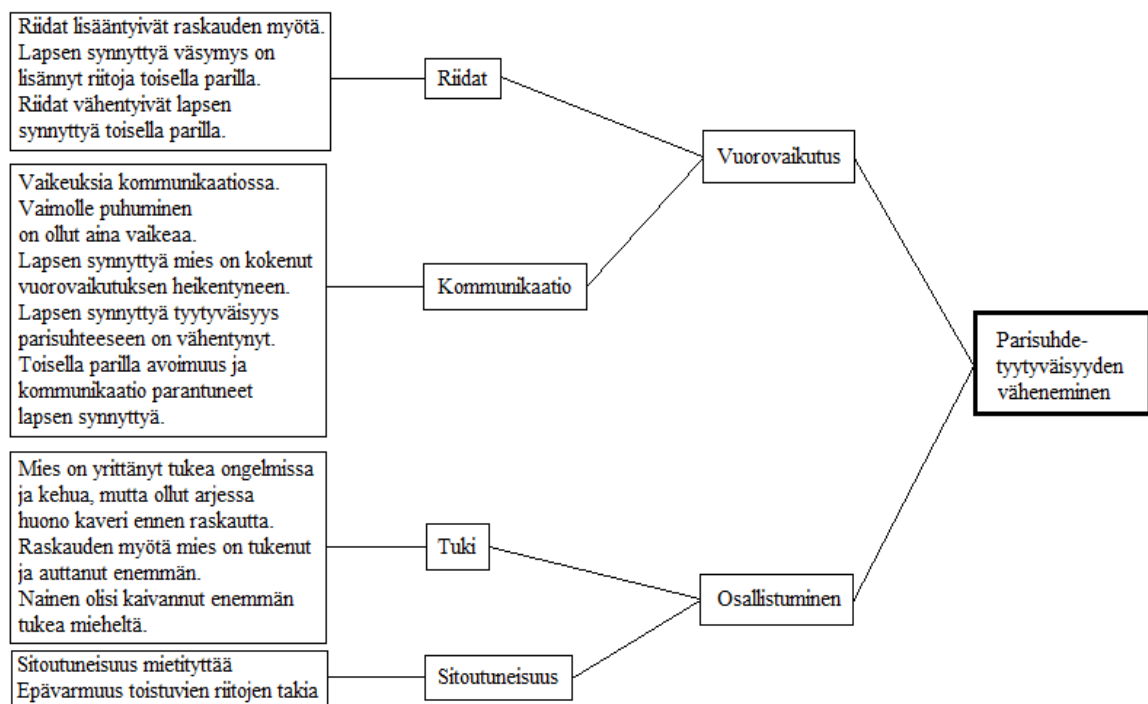 Riidat lisääntyivät raskauden myötä.
Lapsen synnyttyä väsymys on
lisännyt riitoja toisella parilla.
Riidat vähentyivät lapsen
synnyttyä toisella parilla.
Riidat
Vuorovaikutus
Vaikeuksia kommunikaatiossa.
Vaimolle puhuminen
on ollut aina vaikeaa.
Lapsen synnyttyä mies on kokenut
vuorovaikutuksen heikentyneen.
Lapsen synnyttyä tyytyväisyys
parisuhteeseen on vähentynyt.
Toisella parilla avoimuus ja
kommunikaatio parantuneet
lapsen synnyttyä.
Kommunikaatio
Parisuhde-
tyytyväisyyden
väheneminen
Mies on yrittänyt tukea ongelmissa
ja kehua, mutta ollut arjessa
huono kaveri ennen raskautta.
Raskauden myötä mies on tukenut
ja auttanut enemmän.
Nainen olisi kaivannut enemmän
tukea mieheltä.
Tuki
Osallistuminen
Sitoutuneisuus mietityttää
Epävarmuus toistuvien riitojen takia
Sitoutuneisuus